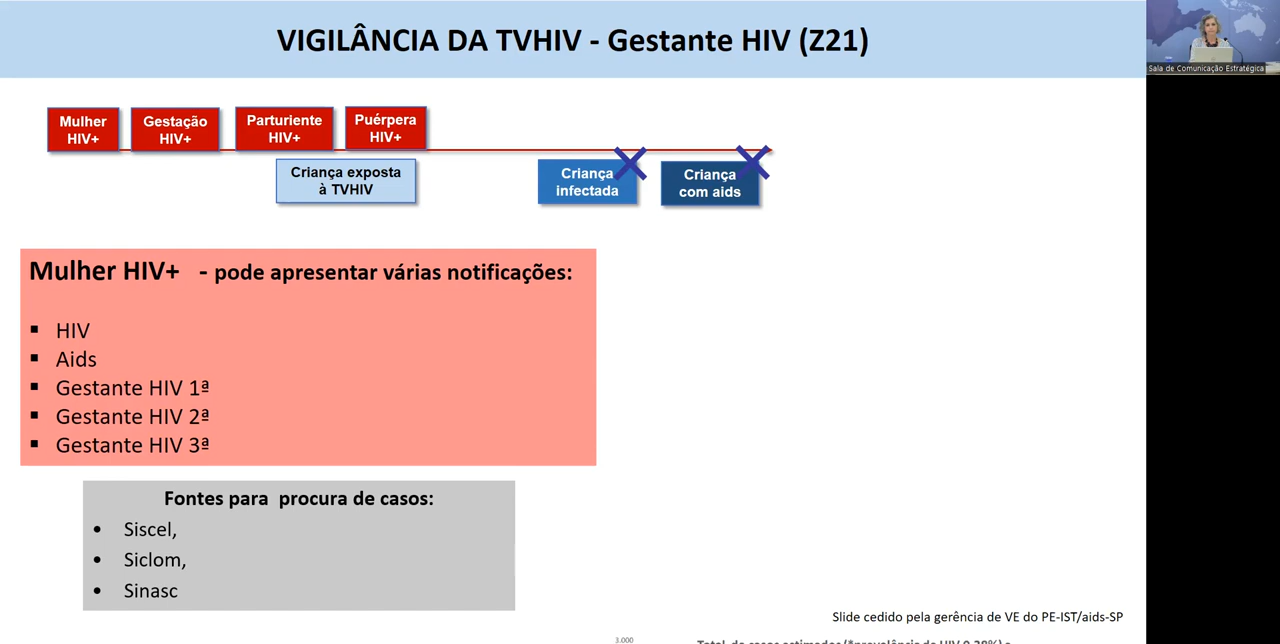 VIGILÂNCIA DA TVHIV - Gestante HIV (Z21)
Sala de Comunicação Estratégica
Mulher
HIV+
Gestação
HIV+
Parturiente
HIV+
Puérpera
HIV+
Criança exposta
à TVHIV
Criança
infectada
Criança
com aids
Mulher HIV+ - pode apresentar várias notificações:
▪ HIV
▪ Aids
▪ Gestante HIV 1ª
▪ Gestante HIV 2ª
▪ Gestante HIV 3ª
Fontes para procura de casos:
• Siscel,
• Siclom,
• Sinasc
Slide cedido pela gerência de VE do PE-IST/aids-SP
3.000
Total de casos estimados (*prevalência do HIV 0,38%)